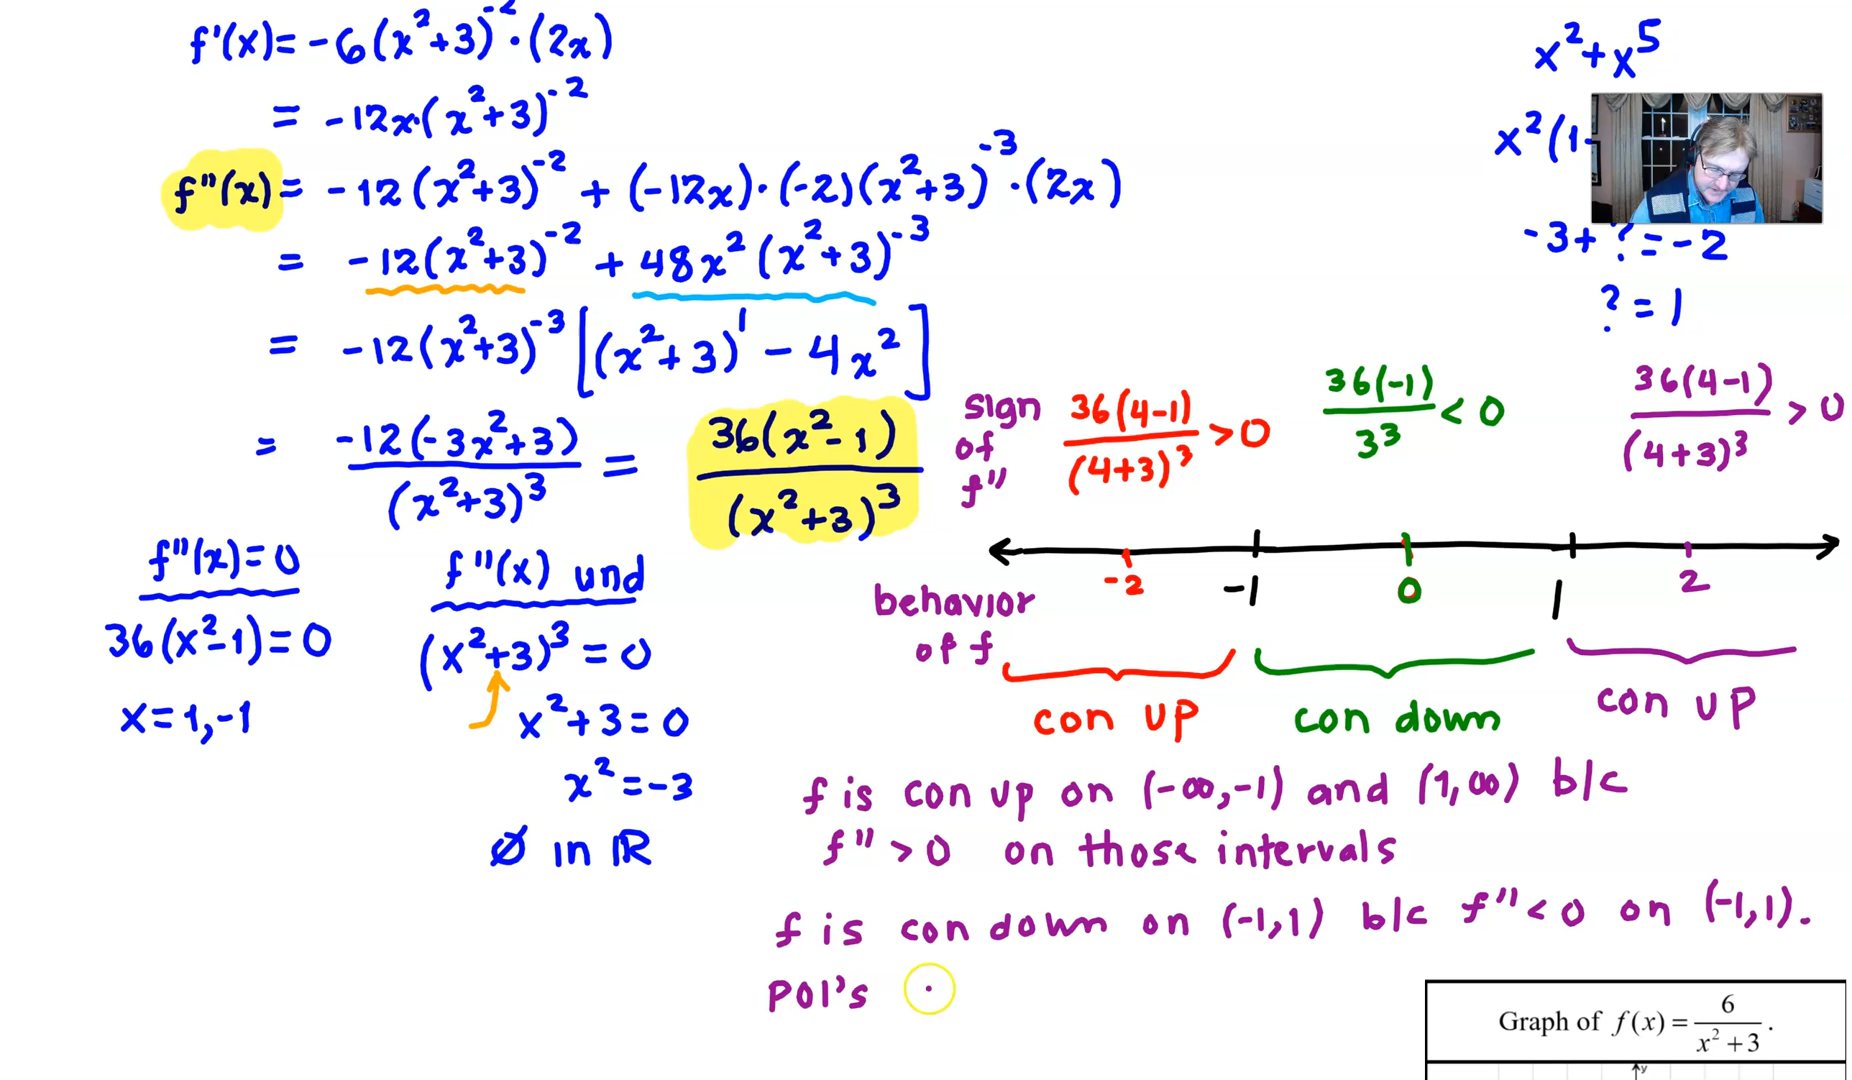 f'(x) = -6(x²+3)⁻²·(2x)
= -12x·(x²+3)⁻²
f''(x) = -12(x²+3)⁻² + (-12x)·(-2)(x²+3)⁻³·(2x)
= -12(x²+3)⁻² + 48x²(x²+3)⁻³
= -12(x²+3)⁻³[(x²+3)¹ - 4x²]
= -12(-3x²+3)/(x²+3)³ = 36(x²-1)/(x²+3)³
x²+x⁵
x²(1-
-3+ ? = -2
? = 1
sign of f''
36(4-1)/(4+3)³ > 0
36(-1)/3³ < 0
36(4-1)/(4+3)³ > 0
-2 -1 0 1 2
behavior of f
con up con down con up
f''(x)=0
36(x²-1)=0
x=1,-1
f''(x) und
(x²+3)³=0
x²+3=0
x²=-3
∅ in ℝ
f is con up on (-∞,-1) and (1,∞) b/c
f''>0 on those intervals
f is con down on (-1,1) b/c f''<0 on (-1,1).
POI's
Graph of f(x) = 6/(x²+3).
y